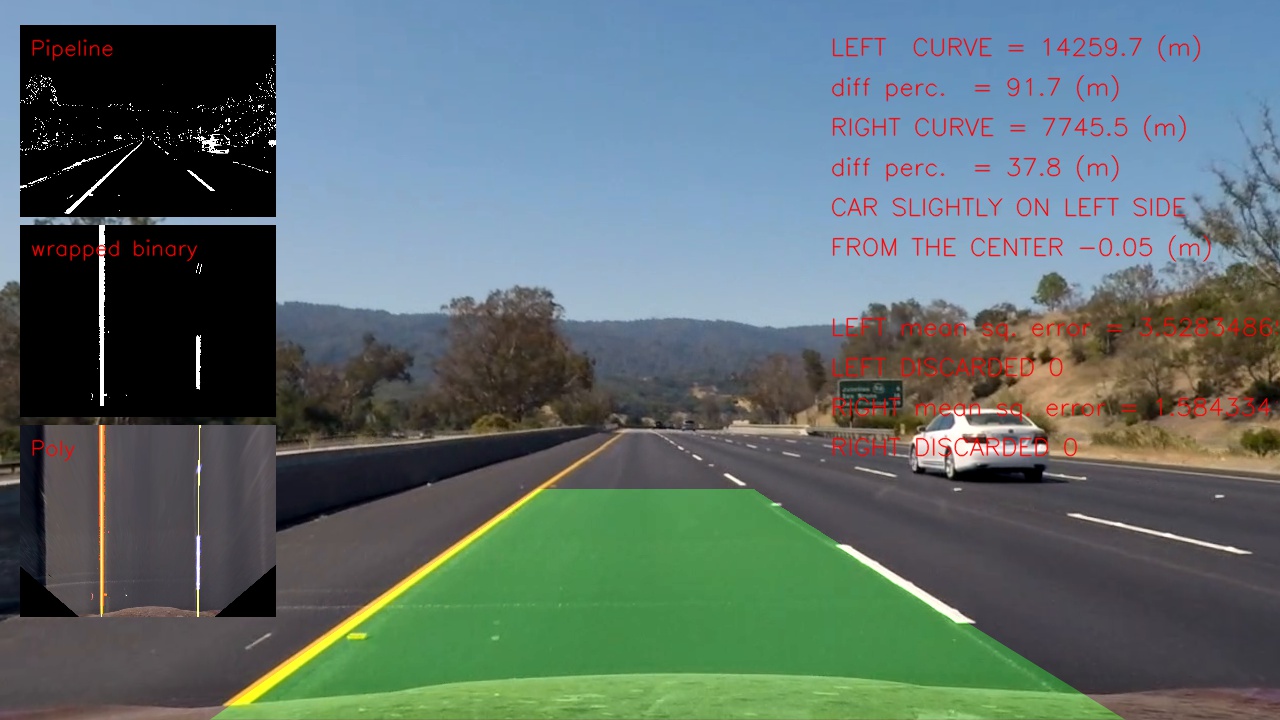 Pipeline
wrapped binary
Poly
LEFT CURVE = 14259.7 (m)
diff perc. = 91.7 (m)
RIGHT CURVE = 7745.5 (m)
diff perc. = 37.8 (m)
CAR SLIGHTLY ON LEFT SIDE
FROM THE CENTER -0.05 (m)
LEFT mean sq. error = 3.5283486
LEFT DISCARDED 0
RIGHT mean sq. error = 1.584334
RIGHT DISCARDED 0